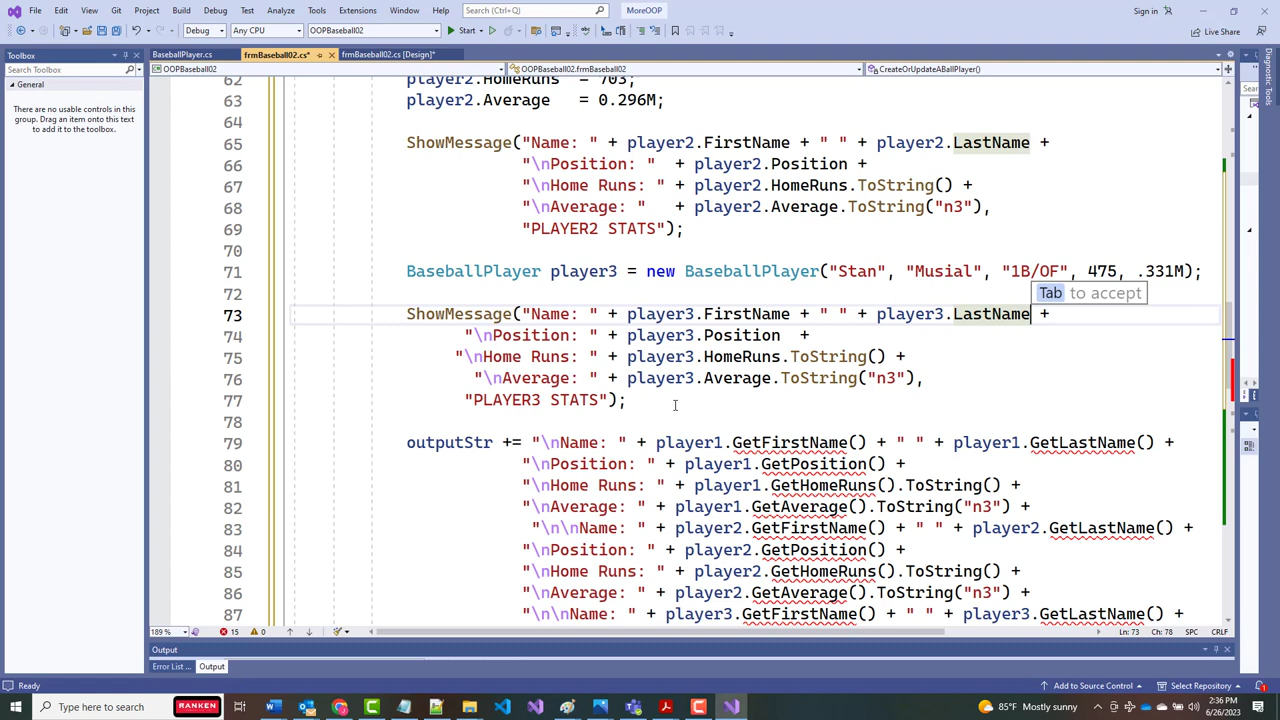 File Edit View Git Project Build Debug Test Analyze Tools Extensions Window Help Search (Ctrl+Q) MoreOOP Sign in
Debug Any CPU OOPBaseball02 Start Live Share
Toolbox
Search Toolbox
General
There are no usable controls in this
group. Drag an item onto this text
to add it to the toolbox.
BaseballPlayer.cs frmBaseball02.cs* frmBaseball02.cs [Design]*
OOPBaseball02 OOPBaseball02.frmBaseball02 CreateOrUpdateABallPlayer()
62 player2.HomeRuns = 703;
63 player2.Average = 0.296M;
64
65 ShowMessage("Name: " + player2.FirstName + " " + player2.LastName +
66 "\nPosition: " + player2.Position +
67 "\nHome Runs: " + player2.HomeRuns.ToString() +
68 "\nAverage: " + player2.Average.ToString("n3"),
69 "PLAYER2 STATS");
70
71 BaseballPlayer player3 = new BaseballPlayer("Stan", "Musial", "1B/OF", 475, .331M);
72
Tab to accept
73 ShowMessage("Name: " + player3.FirstName + " " + player3.LastName +
74 "\nPosition: " + player3.Position +
75 "\nHome Runs: " + player3.HomeRuns.ToString() +
76 "\nAverage: " + player3.Average.ToString("n3"),
77 "PLAYER3 STATS");
78
79 outputStr += "\nName: " + player1.GetFirstName() + " " + player1.GetLastName() +
80 "\nPosition: " + player1.GetPosition() +
81 "\nHome Runs: " + player1.GetHomeRuns().ToString() +
82 "\nAverage: " + player1.GetAverage().ToString("n3") +
83 "\n\nName: " + player2.GetFirstName() + " " + player2.GetLastName() +
84 "\nPosition: " + player2.GetPosition() +
85 "\nHome Runs: " + player2.GetHomeRuns().ToString() +
86 "\nAverage: " + player2.GetAverage().ToString("n3") +
87 "\n\nName: " + player3.GetFirstName() + " " + player3.GetLastName() +
189 % 15 0 Ln: 73 Ch: 78 SPC CRLF
Output
Error List ... Output
Ready Add to Source Control Select Repository 1
Diagnostic Tools
Type here to search RANKEN 85°F Mostly sunny 2:36 PM
6/26/2023